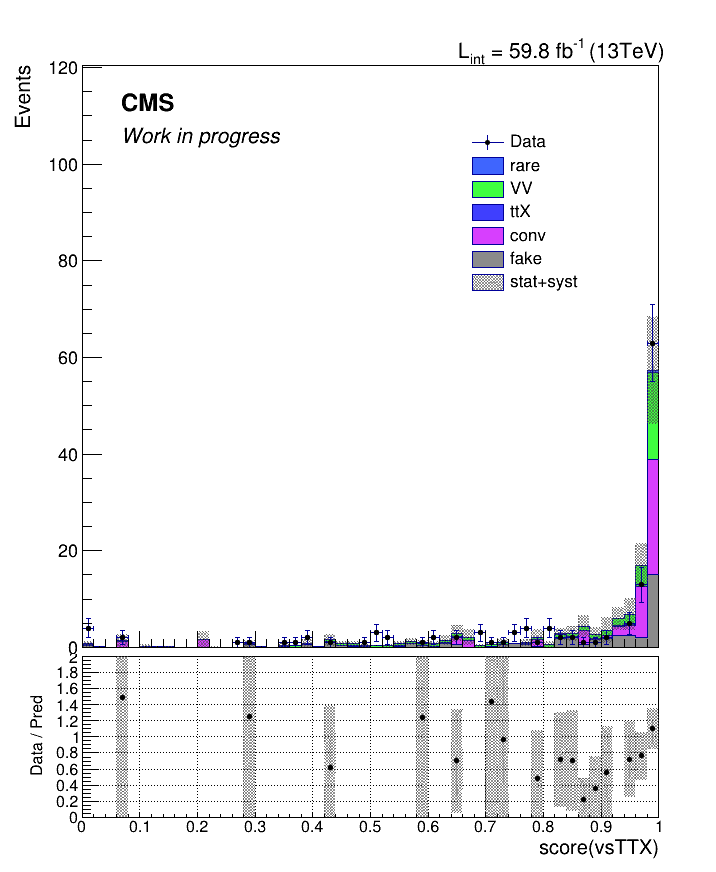 L_int = 59.8 fb^-1 (13TeV)
Events
120
100
80
60
40
20
0
CMS
Work in progress
Data
rare
VV
ttX
conv
fake
stat+syst
Data / Pred
2
1.8
1.6
1.4
1.2
1
0.8
0.6
0.4
0.2
0
0 0.1 0.2 0.3 0.4 0.5 0.6 0.7 0.8 0.9 1
score(vsTTX)